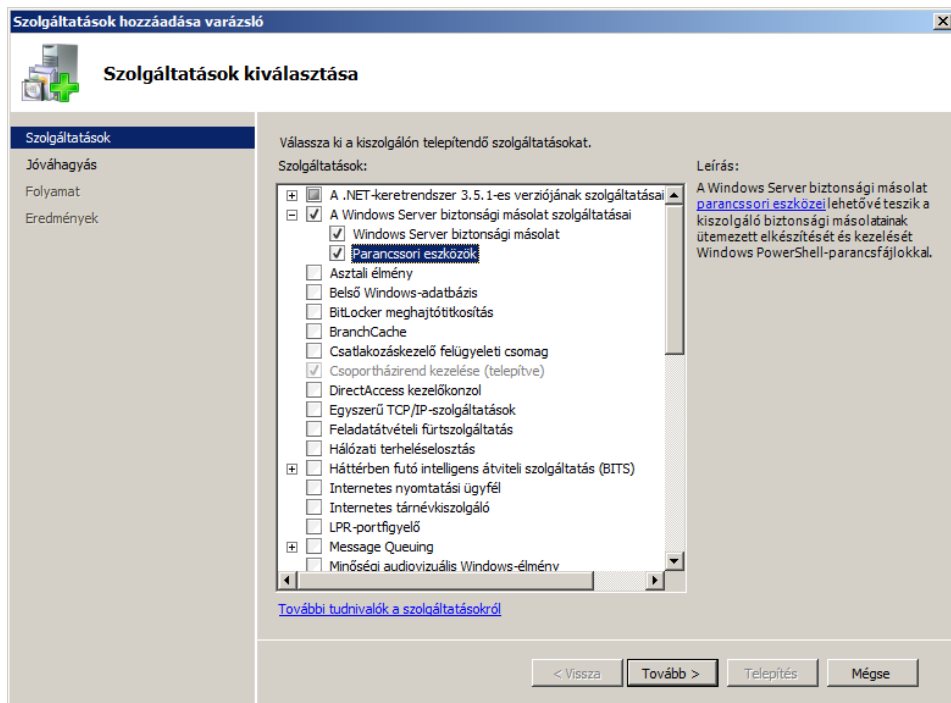 Szolgáltatások hozzáadása varázsló
Szolgáltatások kiválasztása
Szolgáltatások
Jóváhagyás
Folyamat
Eredmények
Válassza ki a kiszolgálón telepítendő szolgáltatásokat.
Szolgáltatások:
A .NET-keretrendszer 3.5.1-es verziójának szolgáltatásai
A Windows Server biztonsági másolat szolgáltatásai
Windows Server biztonsági másolat
Parancssori eszközök
Asztali élmény
Belső Windows-adatbázis
BitLocker meghajtótitkosítás
BranchCache
Csatlakozáskezelő felügyeleti csomag
Csoportházirend kezelése (telepítve)
DirectAccess kezelőkonzol
Egyszerű TCP/IP-szolgáltatások
Feladatátvételi fürtszolgáltatás
Hálózati terheléselosztás
Háttérben futó intelligens átviteli szolgáltatás (BITS)
Internetes nyomtatási ügyfél
Internetes tárnévkiszolgáló
LPR-portfigyelő
Message Queuing
Minőségi audiovizuális Windows-élmény
Leírás:
A Windows Server biztonsági másolat
parancssori eszközei lehetővé teszik a
kiszolgáló biztonsági másolatainak
ütemezett elkészítését és kezelését
Windows PowerShell-parancsfájlokkal.
További tudnivalók a szolgáltatásokról
< Vissza
Tovább >
Telepítés
Mégse